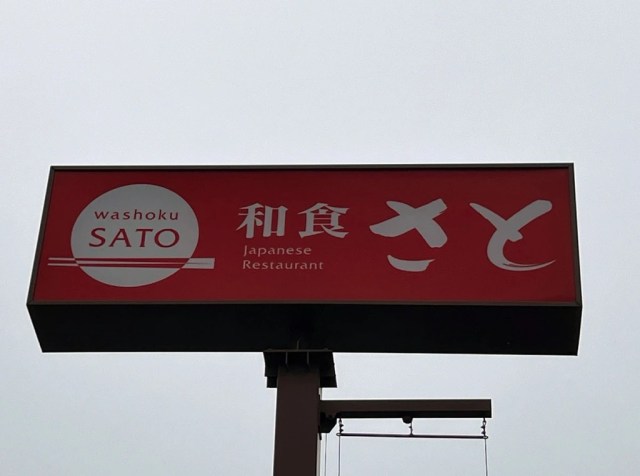 washoku
SATO
和食 さと
Japanese
Restaurant